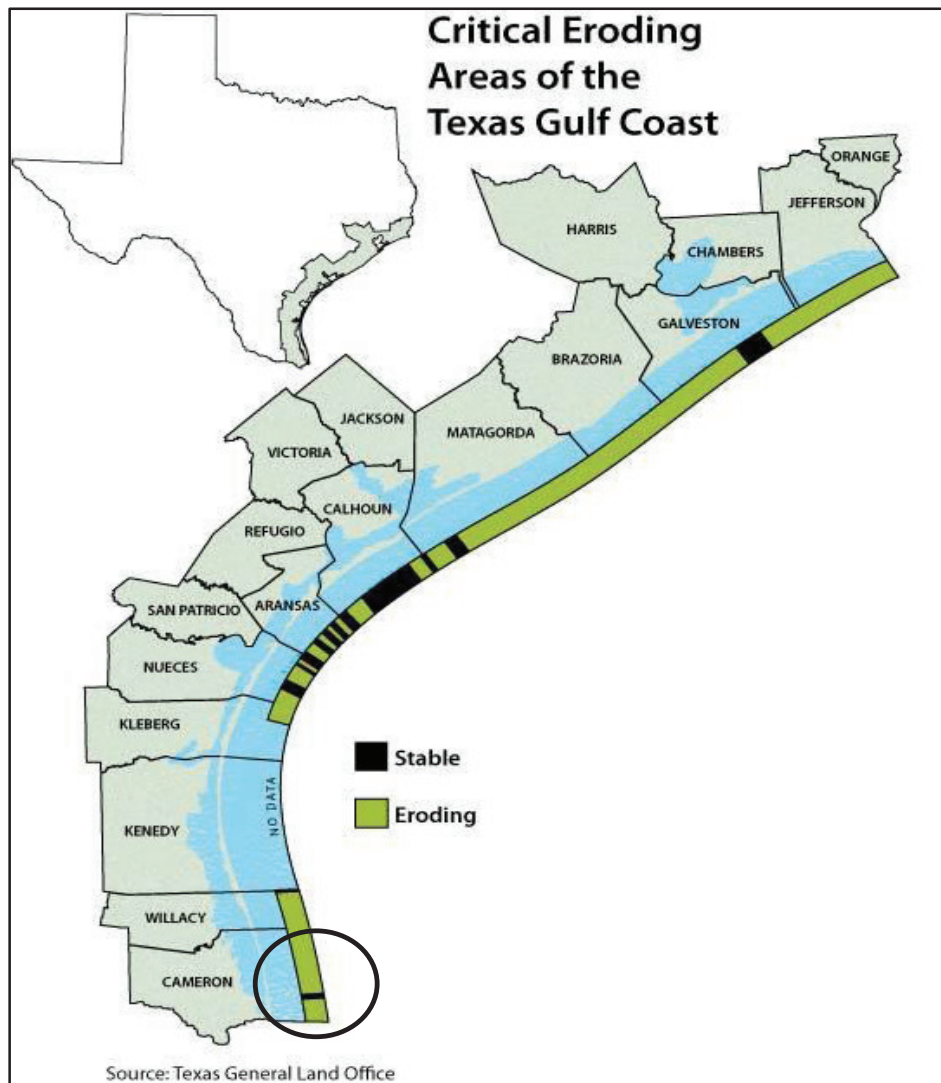 Critical Eroding
Areas of the
Texas Gulf Coast
ORANGE
JEFFERSON
HARRIS
CHAMBERS
GALVESTON
BRAZORIA
MATAGORDA
JACKSON
VICTORIA
CALHOUN
REFUGIO
ARANSAS
SAN PATRICIO
NUECES
KLEBERG
KENEDY
NO DATA
WILLACY
CAMERON
Stable
Eroding
Source: Texas General Land Office